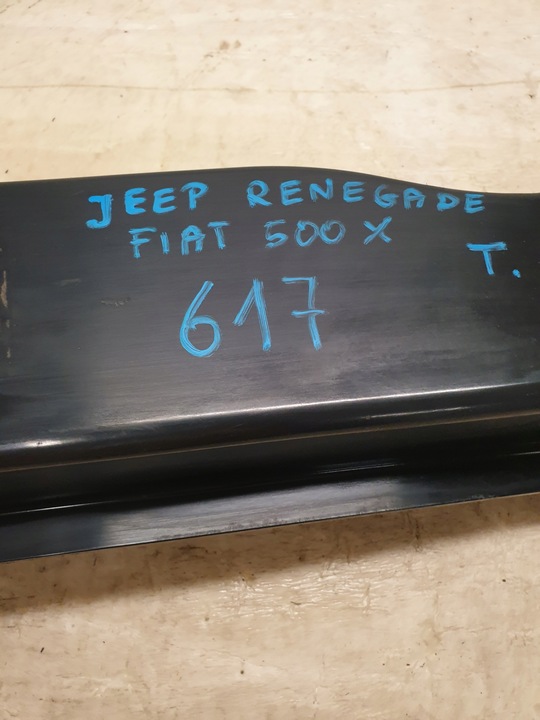 JEEP RENEGADE
FIAT 500 X
T.
617